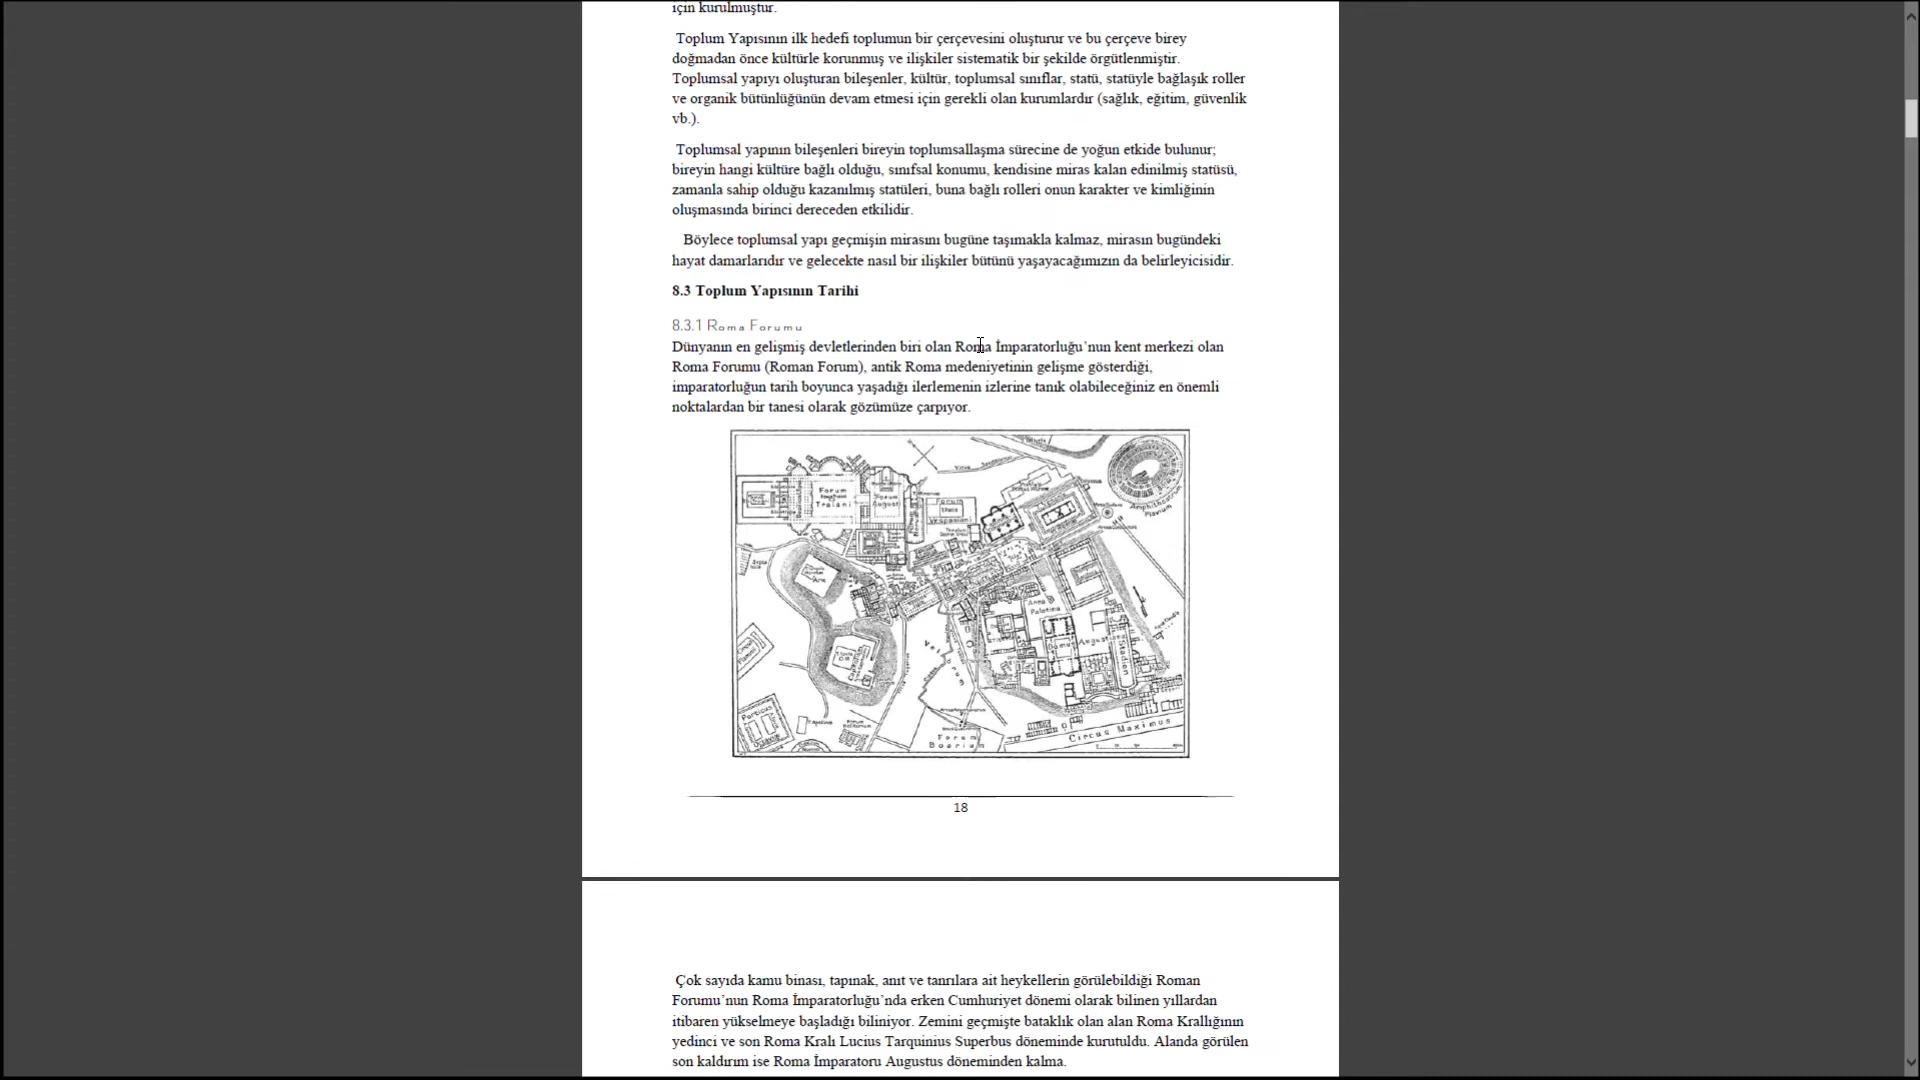 için kurulmuştur.
Toplum Yapısının ilk hedefi toplumun bir çerçevesini oluşturur ve bu çerçeve birey
doğmadan önce kültürle korunmuş ve ilişkiler sistematik bir şekilde örgütlenmiştir.
Toplumsal yapıyı oluşturan bileşenler, kültür, toplumsal sınıflar, statü, statüyle bağlaşık roller
ve organik bütünlüğünün devam etmesi için gerekli olan kurumlardır (sağlık, eğitim, güvenlik
vb.).
Toplumsal yapının bileşenleri bireyin toplumsallaşma sürecine de yoğun etkide bulunur;
bireyin hangi kültüre bağlı olduğu, sınıfsal konumu, kendisine miras kalan edinilmiş statüsü,
zamanla sahip olduğu kazanılmış statüleri, buna bağlı rolleri onun karakter ve kimliğinin
oluşmasında birinci dereceden etkilidir.
Böylece toplumsal yapı geçmişin mirasını bugüne taşımakla kalmaz, mirasın bugündeki
hayat damarlarıdır ve gelecekte nasıl bir ilişkiler bütünü yaşayacağımızın da belirleyicisidir.
8.3 Toplum Yapısının Tarihi
8.3.1 Roma Forumu
Dünyanın en gelişmiş devletlerinden biri olan Roma İmparatorluğu’nun kent merkezi olan
Roma Forumu (Roman Forum), antik Roma medeniyetinin gelişme gösterdiği,
imparatorluğun tarih boyunca yaşadığı ilerlemenin izlerine tanık olabileceğiniz en önemli
noktalardan bir tanesi olarak gözümüze çarpıyor.
Amphitheatrum
Flavium
Forum
Traiani
Forum
Augusti
Forum
Vespasiani
Arx
Area
Palatina
Domus
Augustiana
Stadion
Velabrum
Porticus
Octaviae
Forum
Boarium
Circus Maximus
18
Çok sayıda kamu binası, tapınak, anıt ve tanrılara ait heykellerin görülebildiği Roman
Forumu’nun Roma İmparatorluğu’nda erken Cumhuriyet dönemi olarak bilinen yıllardan
itibaren yükselmeye başladığı biliniyor. Zemini geçmişte bataklık olan alan Roma Krallığının
yedinci ve son Roma Kralı Lucius Tarquinius Superbus döneminde kurutuldu. Alanda görülen
son kaldırım ise Roma İmparatoru Augustus döneminden kalma.